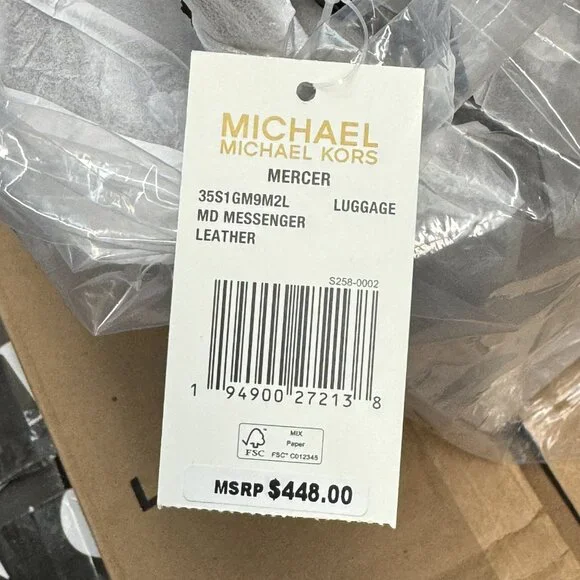 MICHAEL
MICHAEL KORS
MERCER
35S1GM9M2L LUGGAGE
MD MESSENGER
LEATHER
S258-0002
1 94900 27213 8
FSC
MIX
Paper
FSC™ C012345
MSRP $448.00
L